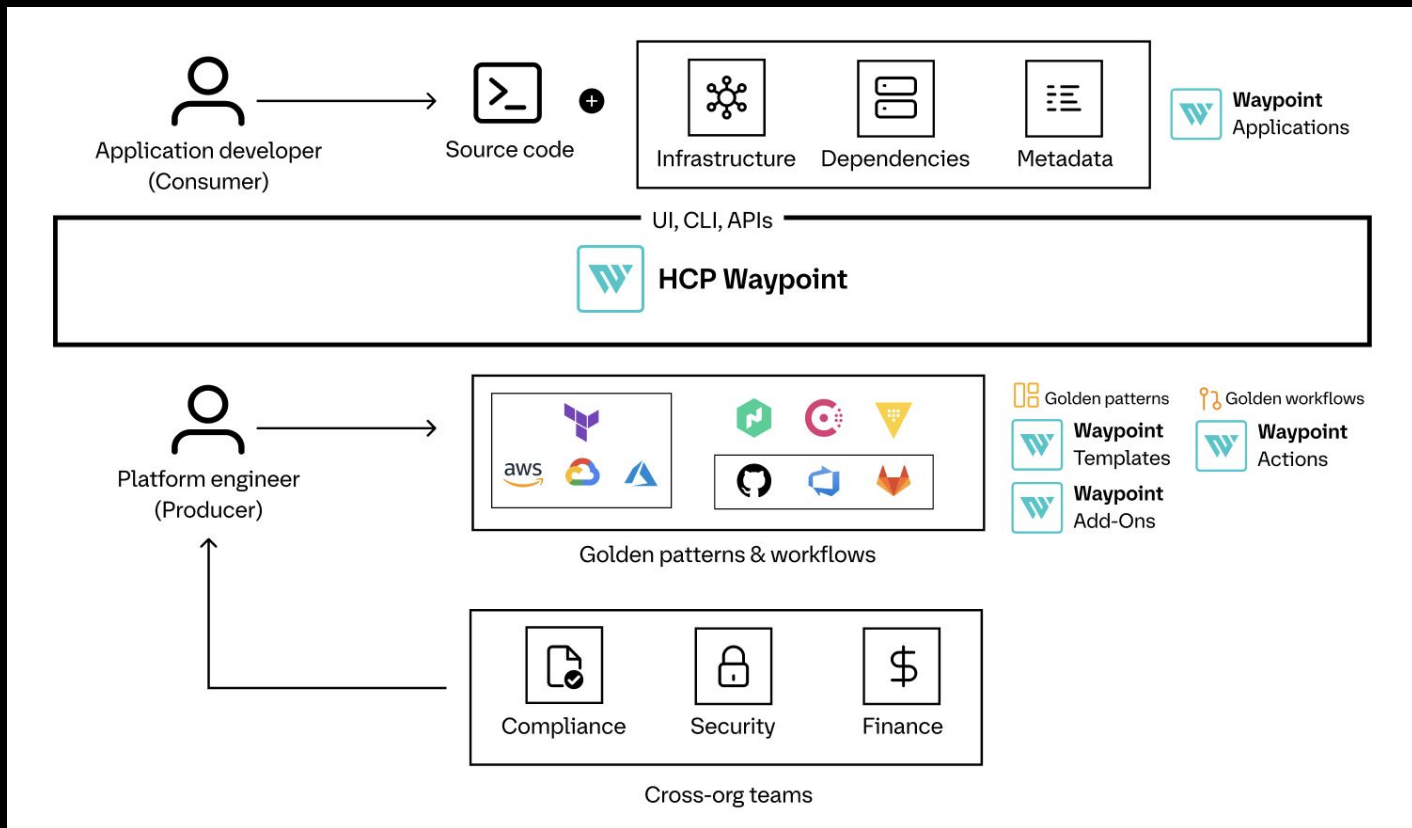 Application developer
(Consumer)
Source code
Infrastructure
Dependencies
Metadata
Waypoint
Applications
UI, CLI, APIs
HCP Waypoint
Platform engineer
(Producer)
aws
Golden patterns & workflows
Golden patterns
Waypoint
Templates
Waypoint
Add-Ons
Golden workflows
Waypoint
Actions
Compliance
Security
Finance
Cross-org teams